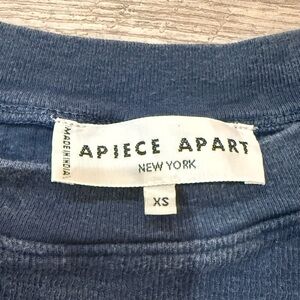 MADE IN INDIA
APIECE APART
NEW YORK
XS